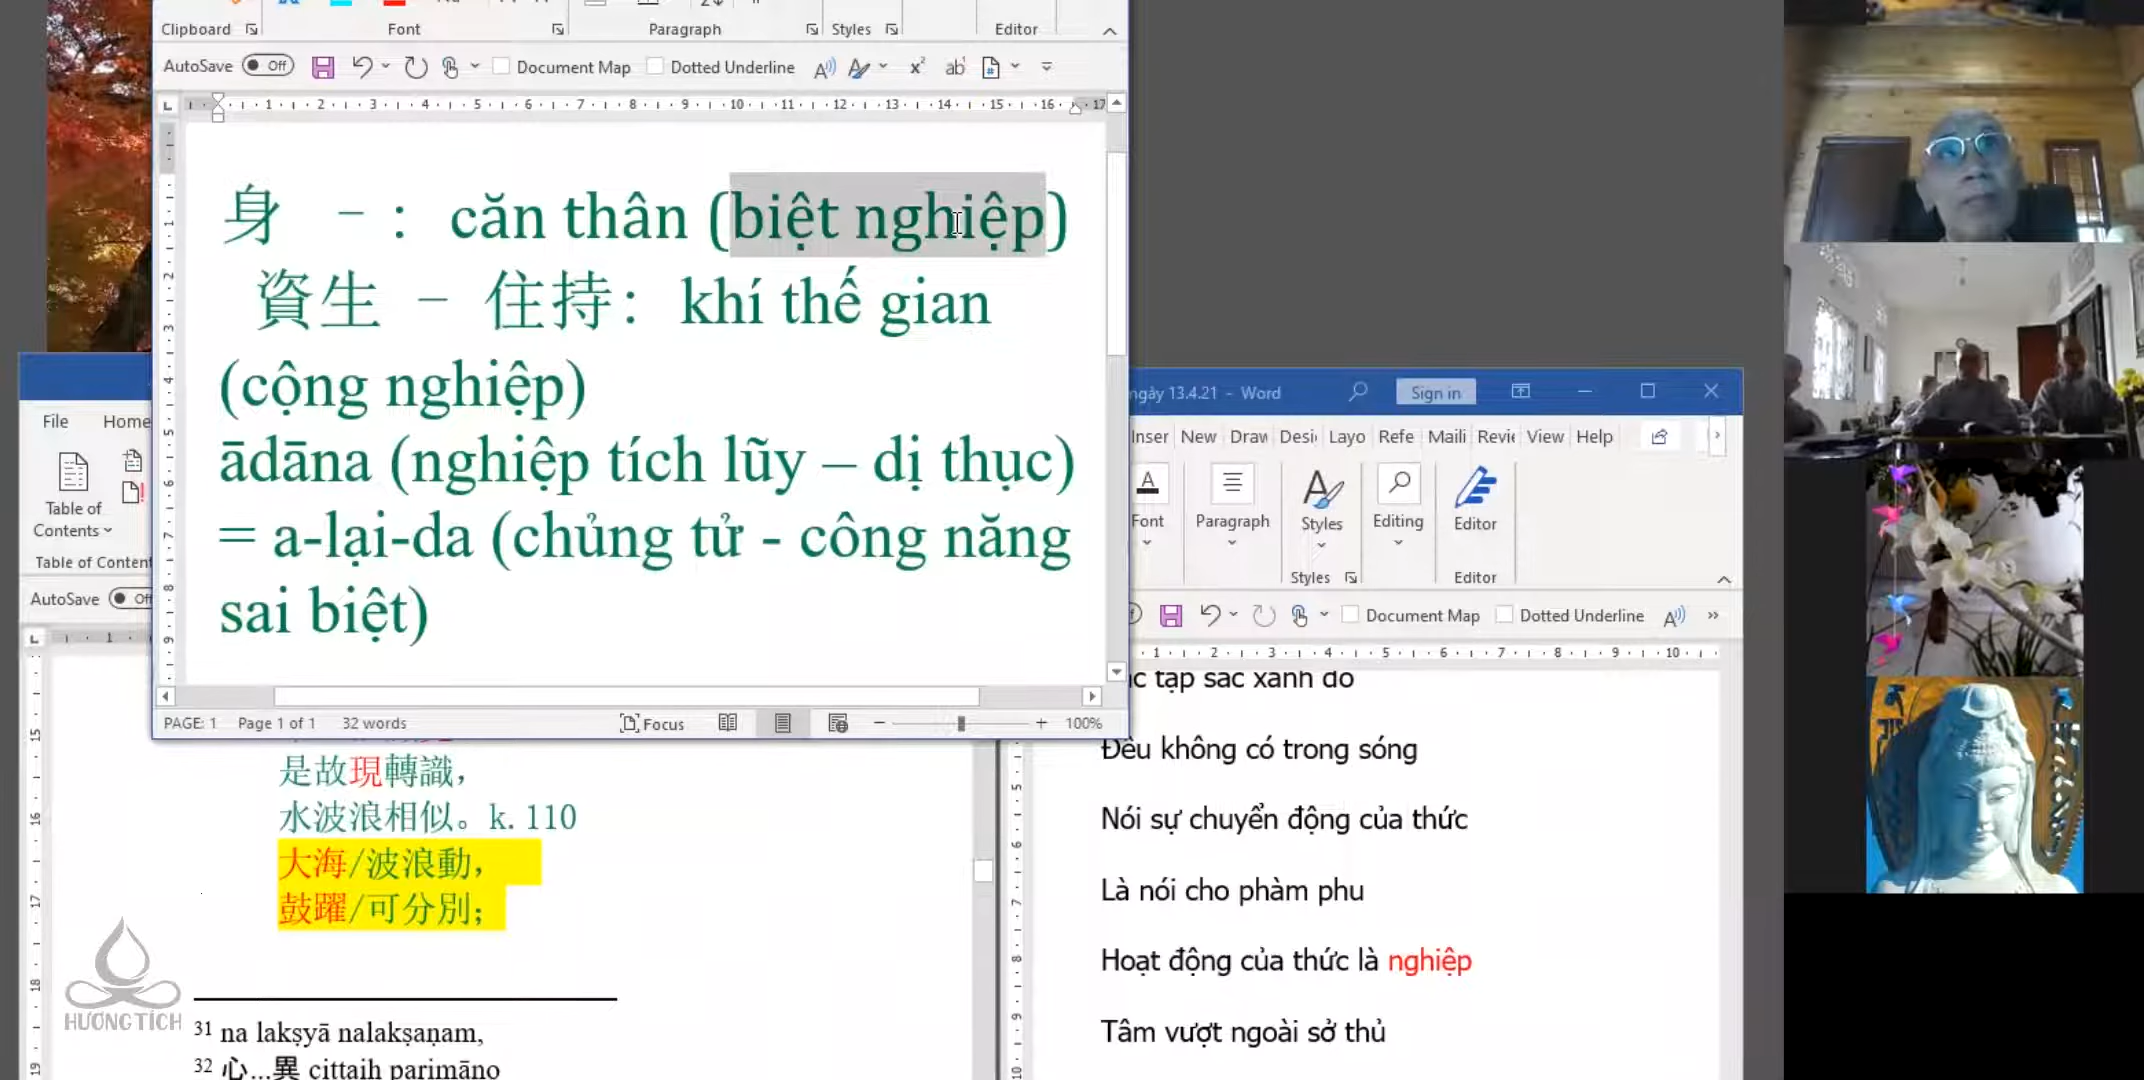 Clipboard
Font
Paragraph
Styles
Editor
AutoSave Off
Document Map
Dotted Underline
身 - : căn thân (biệt nghiệp)
資生 - 住持: khí thế gian
(cộng nghiệp)
ādāna (nghiệp tích lũy – dị thục)
= a-lại-da (chủng tử - công năng
sai biệt)
PAGE: 1 Page 1 of 1 32 words Focus 100%
File Home
Table of
Contents
Table of Content
AutoSave Off
是故現轉識，
水波浪相似。k. 110
大海/波浪動，
鼓躍/可分別；
31 na lakṣyā nalakṣaṇam,
32 心…異 cittaiḥ parimāno
HƯƠNG TÍCH
ngày 13.4.21 - Word Sign in
Inser New Draw Desi Layo Refe Maili Revie View Help
Font Paragraph Styles Editing Editor
Styles Editor
Document Map Dotted Underline
Đều không có trong sóng
Nói sự chuyển động của thức
Là nói cho phàm phu
Hoạt động của thức là nghiệp
Tâm vượt ngoài sở thủ